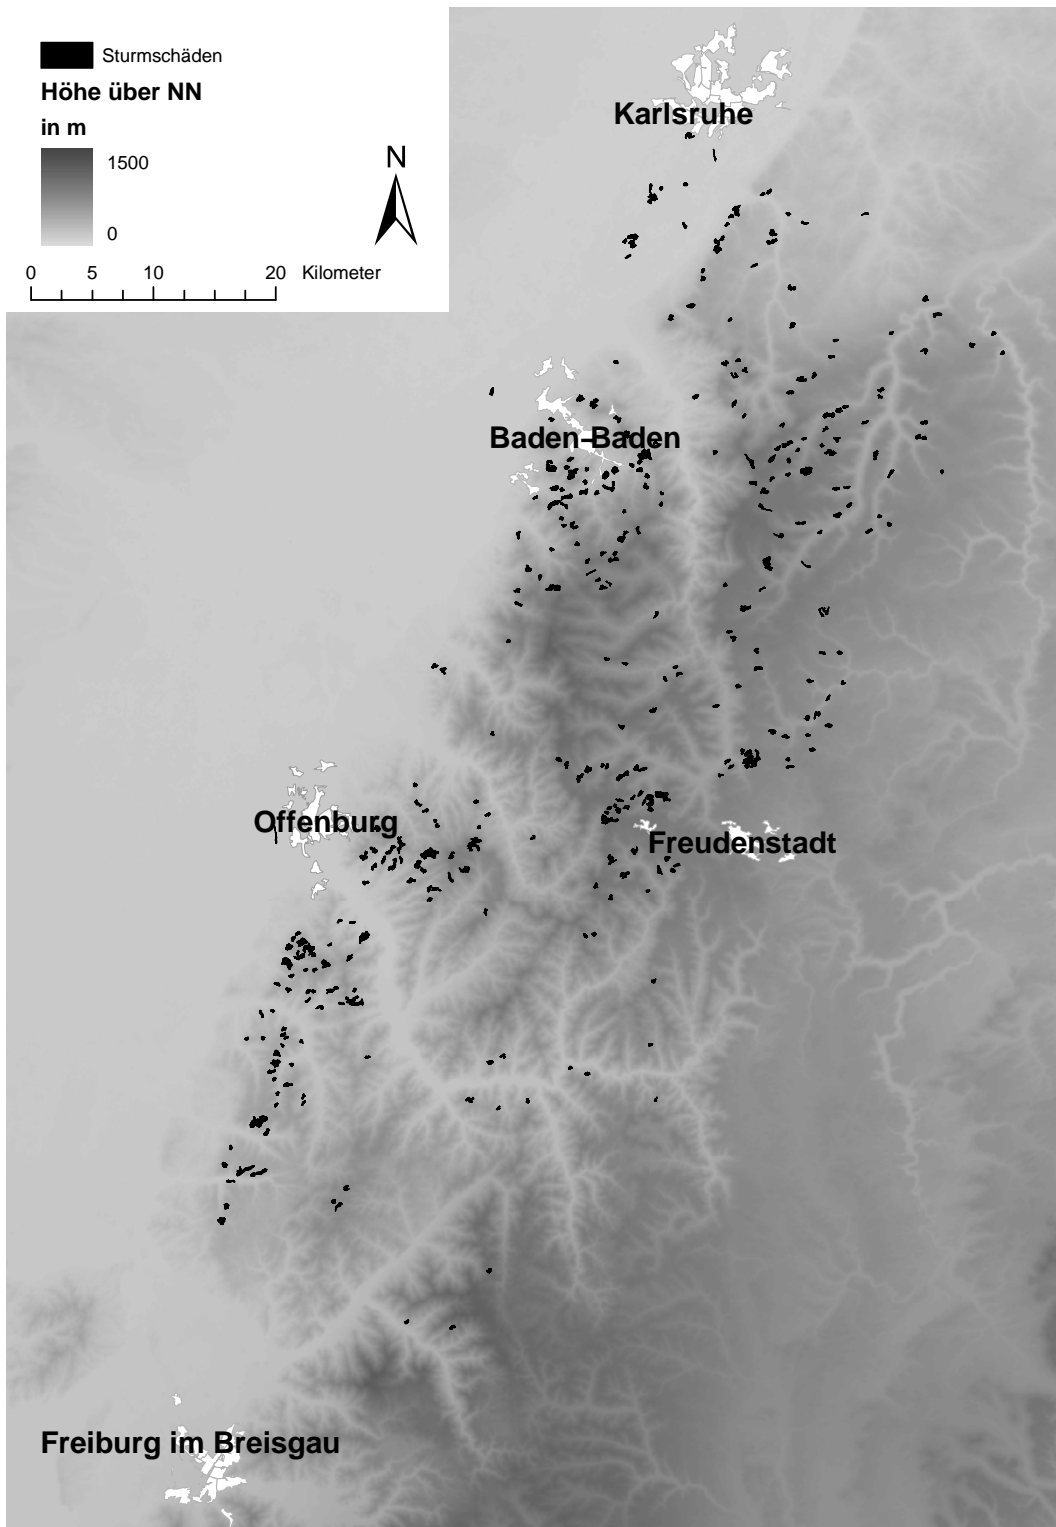 Sturmschäden
Höhe über NN
in m
1500
0
N
0 5 10 20 Kilometer
Karlsruhe
Baden-Baden
Offenburg
Freudenstadt
Freiburg im Breisgau